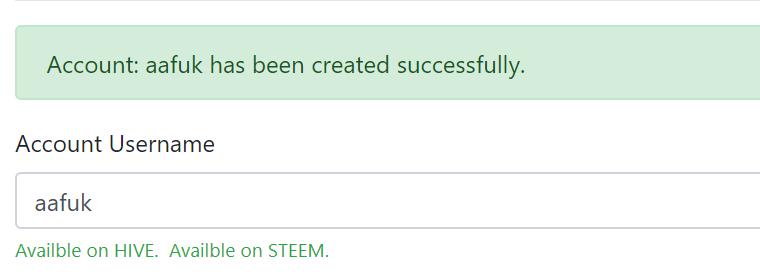 Account: aafuk has been created successfully.
Account Username
aafuk
Availble on HIVE.  Availble on STEEM.